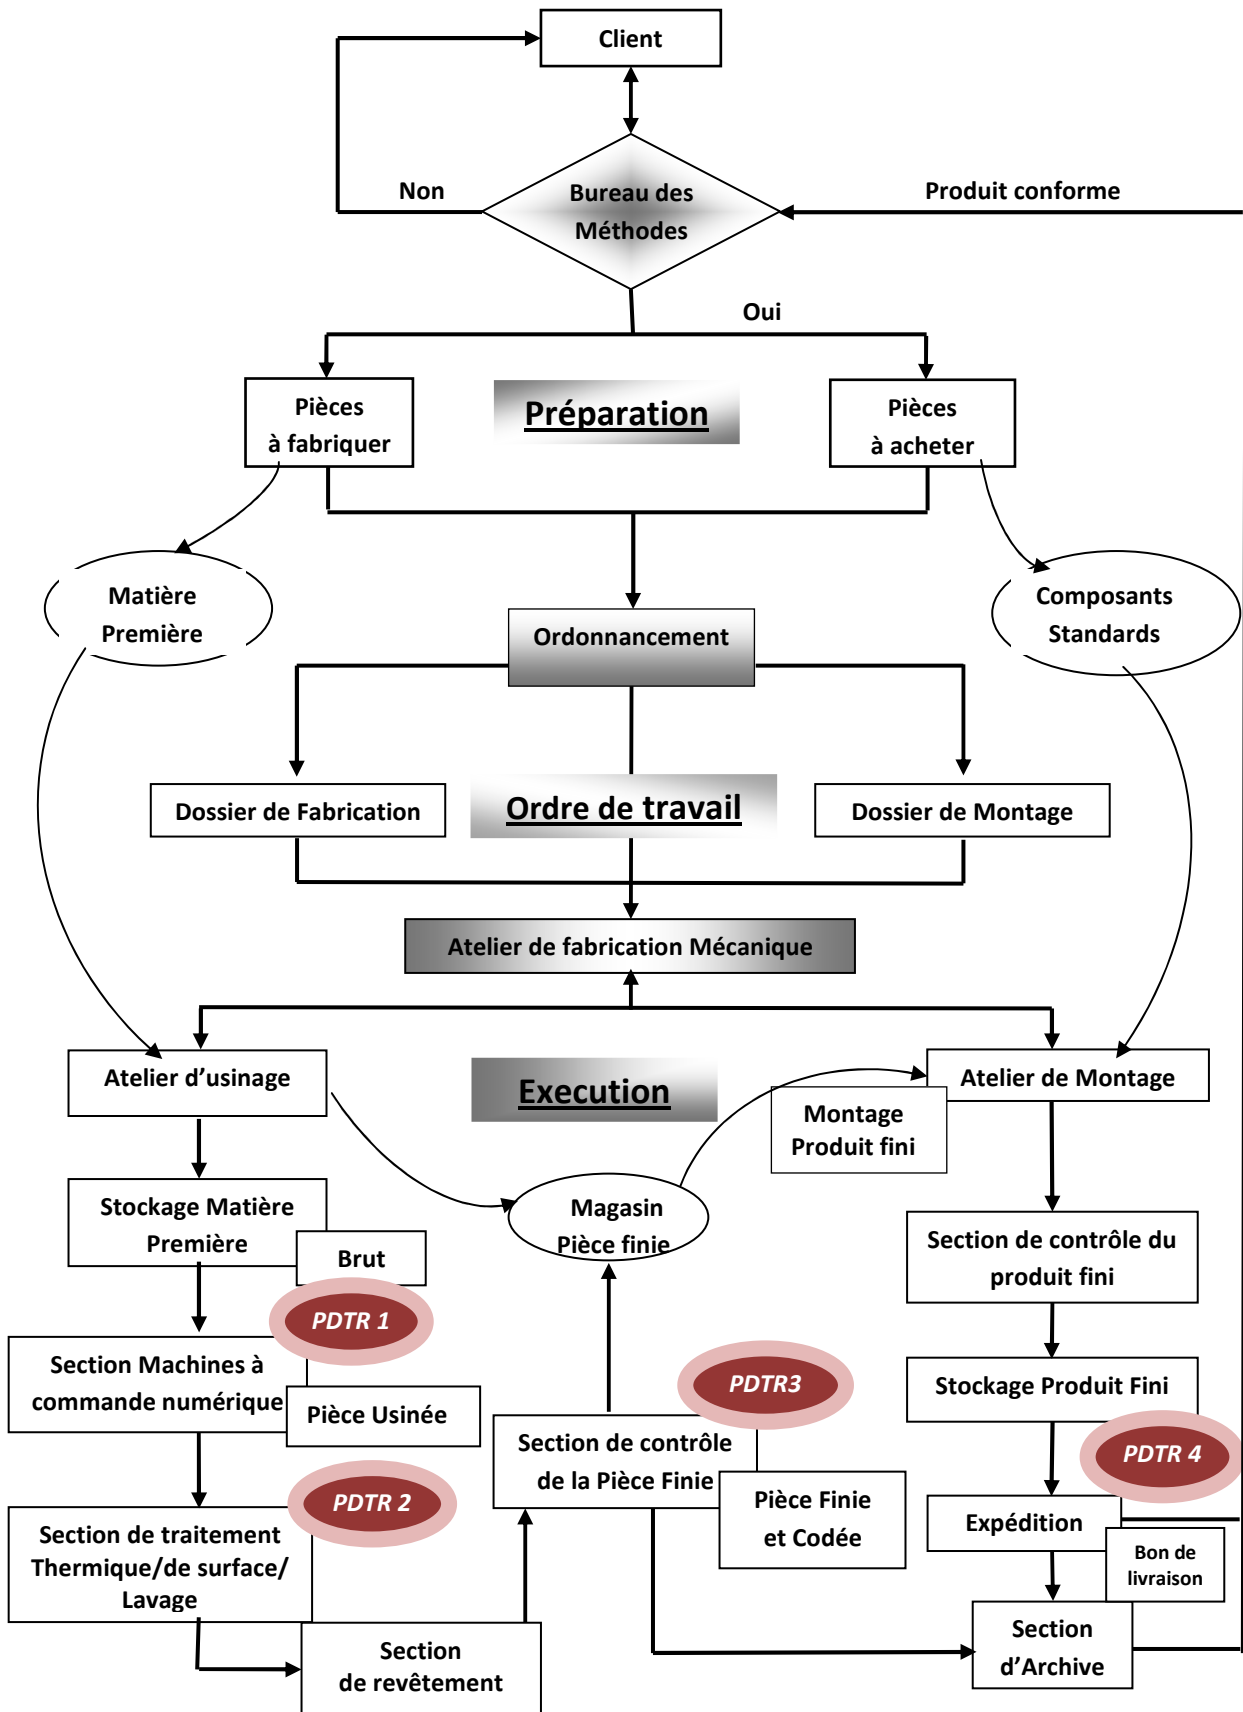 Client
Non
Bureau des
Méthodes
Produit conforme
Oui
Pièces
à fabriquer
Préparation
Pièces
à acheter
Matière
Première
Composants
Standards
Ordonnancement
Dossier de Fabrication
Ordre de travail
Dossier de Montage
Atelier de fabrication Mécanique
Atelier d'usinage
Execution
Atelier de Montage
Montage
Produit fini
Stockage Matière
Première
Brut
Magasin
Pièce finie
Section de contrôle du
produit fini
PDTR 1
Section Machines à
commande numérique
Pièce Usinée
PDTR3
Stockage Produit Fini
Section de contrôle
de la Pièce Finie
PDTR 4
PDTR 2
Pièce Finie
et Codée
Expédition
Bon de
livraison
Section de traitement
Thermique/de surface/
Lavage
Section
de revêtement
Section
d'Archive